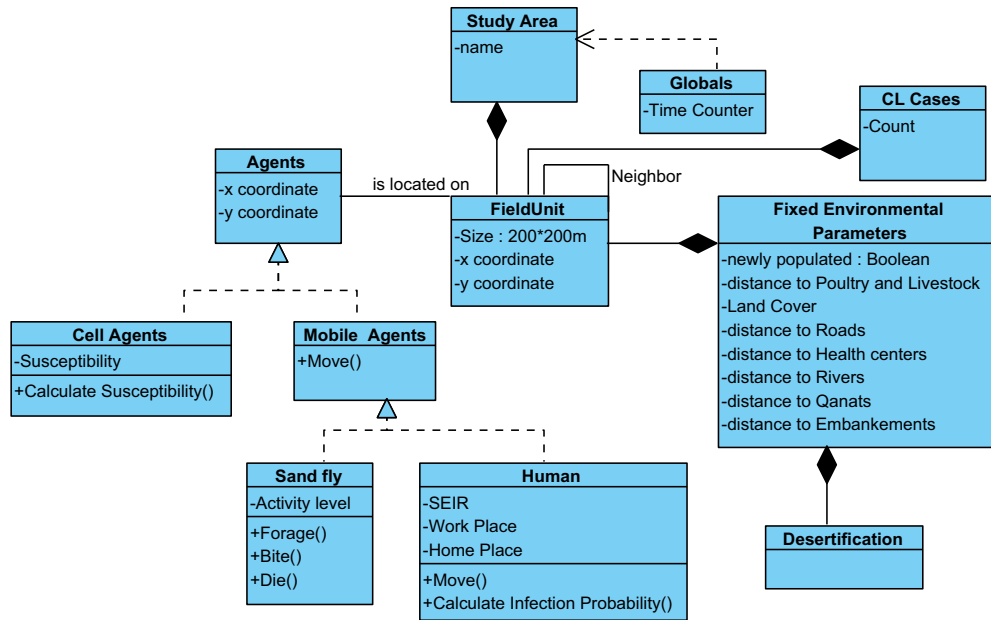 Study Area
-name
Globals
-Time Counter
CL Cases
-Count
Agents
-x coordinate
-y coordinate
is located on
Neighbor
FieldUnit
-Size : 200*200m
-x coordinate
-y coordinate
Fixed Environmental
Parameters
-newly populated : Boolean
-distance to Poultry and Livestock
-Land Cover
-distance to Roads
-distance to Health centers
-distance to Rivers
-distance to Qanats
-distance to Embankements
Cell Agents
-Susceptibility
+Calculate Susceptibility()
Mobile Agents
+Move()
Sand fly
-Activity level
+Forage()
+Bite()
+Die()
Human
-SEIR
-Work Place
-Home Place
+Move()
+Calculate Infection Probability()
Desertification